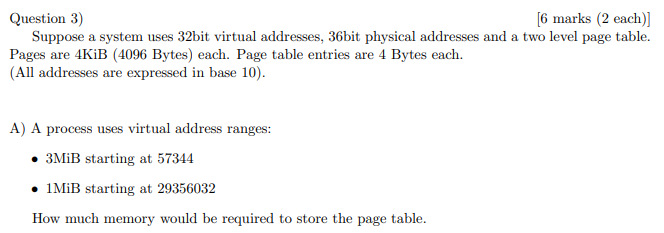 Question 3) [6 marks (2 each)]
Suppose a system uses 32bit virtual addresses, 36bit physical addresses and a two level page table.
Pages are 4KiB (4096 Bytes) each. Page table entries are 4 Bytes each.
(All addresses are expressed in base 10).
A) A process uses virtual address ranges:
• 3MiB starting at 57344
• 1MiB starting at 29356032
How much memory would be required to store the page table.